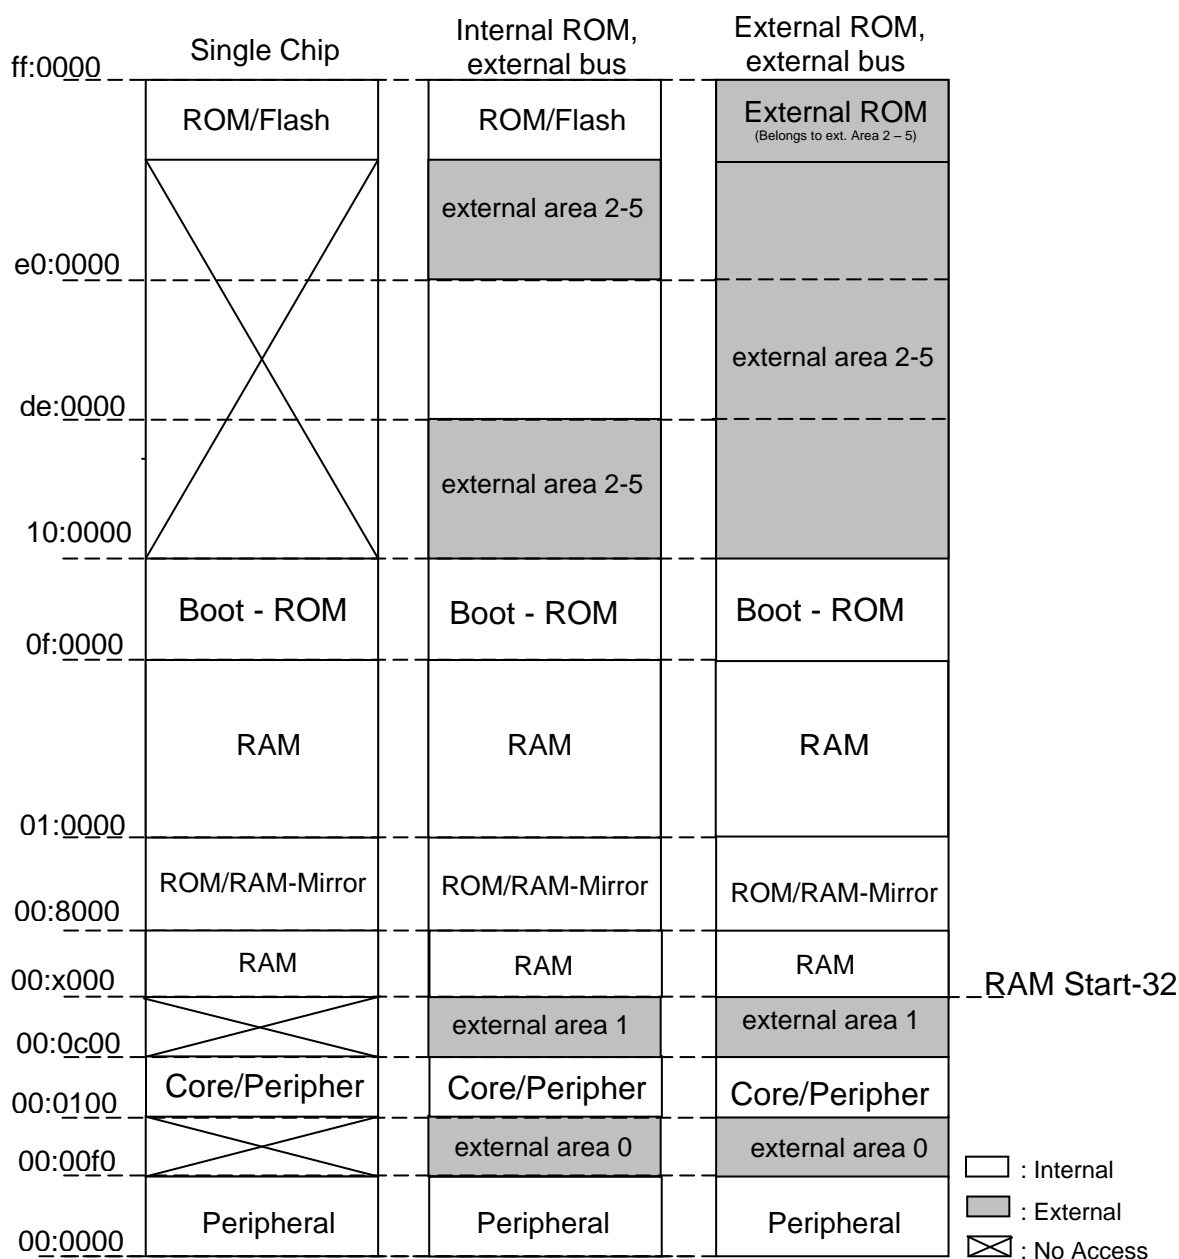 Single Chip
Internal ROM,
external bus
External ROM,
external bus
ff:0000
ROM/Flash
ROM/Flash
External ROM
(Belongs to ext. Area 2 – 5)
external area 2-5
e0:0000
external area 2-5
de:0000
external area 2-5
10:0000
Boot - ROM
Boot - ROM
Boot - ROM
0f:0000
RAM
RAM
RAM
01:0000
ROM/RAM-Mirror
ROM/RAM-Mirror
ROM/RAM-Mirror
00:8000
RAM
RAM
RAM
00:x000
RAM Start-32
external area 1
external area 1
00:0c00
Core/Peripher
Core/Peripher
Core/Peripher
00:0100
external area 0
external area 0
00:00f0
: Internal
: External
Peripheral
Peripheral
Peripheral
00:0000
: No Access